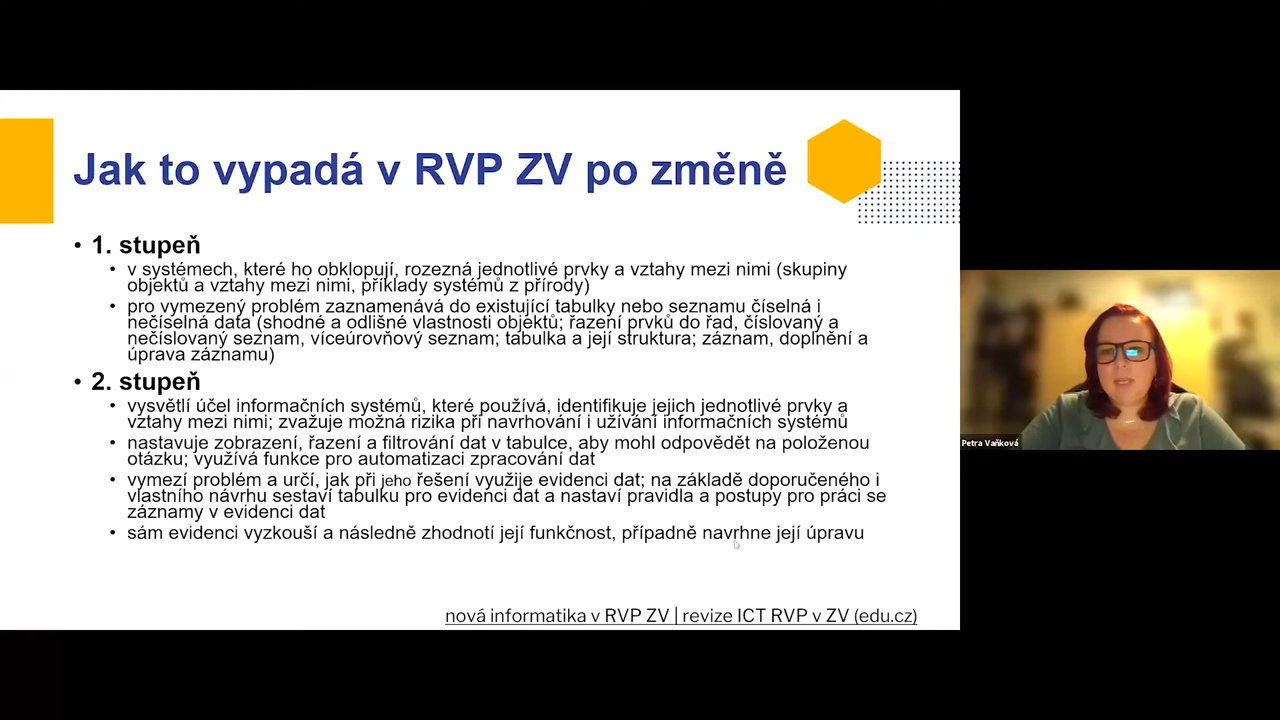 Jak to vypadá v RVP ZV po změně
• 1. stupeň
• v systémech, které ho obklopují, rozezná jednotlivé prvky a vztahy mezi nimi (skupiny
objektů a vztahy mezi nimi, příklady systémů z přírody)
• pro vymezený problém zaznamenává do existující tabulky nebo seznamu číselná i
nečíselná data (shodné a odlišné vlastnosti objektů; řazení prvků do řad, číslovaný a
nečíslovaný seznam, víceúrovňový seznam; tabulka a její struktura; záznam, doplnění a
úprava záznamu)
• 2. stupeň
• vysvětlí účel informačních systémů, které používá, identifikuje jejich jednotlivé prvky a
vztahy mezi nimi; zvažuje možná rizika při navrhování i užívání informačních systémů
• nastavuje zobrazení, řazení a filtrování dat v tabulce, aby mohl odpovědět na položenou
otázku; využívá funkce pro automatizaci zpracování dat
• vymezí problém a určí, jak při jeho řešení využije evidenci dat; na základě doporučeného i
vlastního návrhu sestaví tabulku pro evidenci dat a nastaví pravidla a postupy pro práci se
záznamy v evidenci dat
• sám evidenci vyzkouší a následně zhodnotí její funkčnost, případně navrhne její úpravu
nová informatika v RVP ZV | revize ICT RVP v ZV (edu.cz)
Petra Vaňková